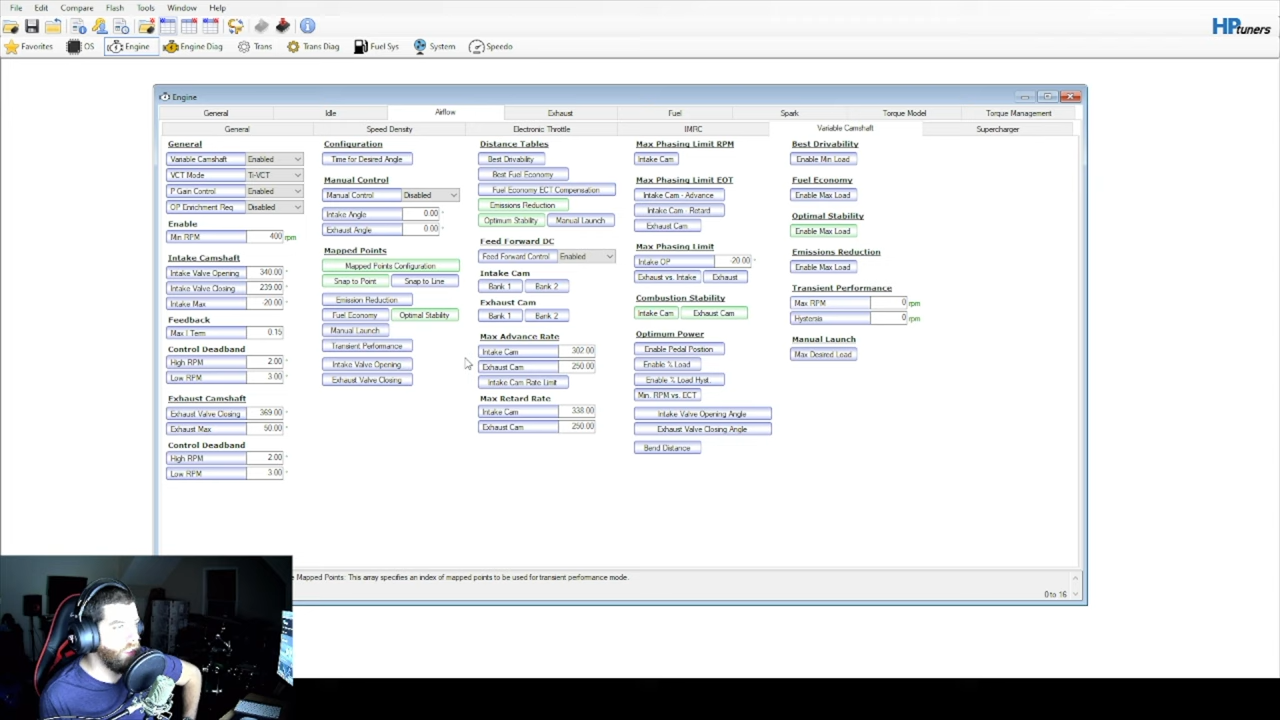 File Edit Compare Flash Tools Window Help
HPtuners
Favorites OS Engine Engine Diag Trans Trans Diag Fuel Sys System Speedo
Engine
General Idle Airflow Exhaust Fuel Spark Torque Model Torque Management
General Speed Density Electronic Throttle IMRC Variable Camshaft Supercharger
General
Variable Camshaft Enabled
VCT Mode Ti-VCT
P Gain Control Enabled
OP Enrichment Req Disabled
Enable
Min RPM 400 rpm
Intake Camshaft
Intake Valve Opening 340.00 °
Intake Valve Closing 239.00 °
Intake Max -20.00 °
Feedback
Max I Term 0.15
Control Deadband
High RPM 2.00 °
Low RPM 3.00 °
Exhaust Camshaft
Exhaust Valve Closing 369.00 °
Exhaust Max 50.00 °
Control Deadband
High RPM 2.00 °
Low RPM 3.00 °
Configuration
Time for Desired Angle
Manual Control
Manual Control Disabled
Intake Angle 0.00 °
Exhaust Angle 0.00 °
Mapped Points
Mapped Points Configuration
Snap to Point Snap to Line
Emission Reduction
Fuel Economy Optimal Stability
Manual Launch
Transient Performance
Intake Valve Opening
Exhaust Valve Closing
Distance Tables
Best Drivability
Best Fuel Economy
Fuel Economy ECT Compensation
Emissions Reduction
Optimum Stability Manual Launch
Feed Forward DC
Feed Forward Control Enabled
Intake Cam
Bank 1 Bank 2
Exhaust Cam
Bank 1 Bank 2
Max Advance Rate
Intake Cam 302.00
Exhaust Cam 250.00
Intake Cam Rate Limit
Max Retard Rate
Intake Cam 338.00
Exhaust Cam 250.00
Max Phasing Limit RPM
Intake Cam
Max Phasing Limit EOT
Intake Cam - Advance
Intake Cam - Retard
Exhaust Cam
Max Phasing Limit
Intake OP -20.00 °
Exhaust vs. Intake Exhaust
Combustion Stability
Intake Cam Exhaust Cam
Optimum Power
Enable Pedal Position
Enable % Load
Enable % Load Hyst.
Min. RPM vs. ECT
Intake Valve Opening Angle
Exhaust Valve Closing Angle
Bend Distance
Best Drivability
Enable Min Load
Fuel Economy
Enable Max Load
Optimal Stability
Enable Max Load
Emissions Reduction
Enable Max Load
Transient Performance
Max RPM 0 rpm
Hystersis 0 rpm
Manual Launch
Max Desired Load
Mapped Points: This array specifies an index of mapped points to be used for transient performance mode.
0 to 16